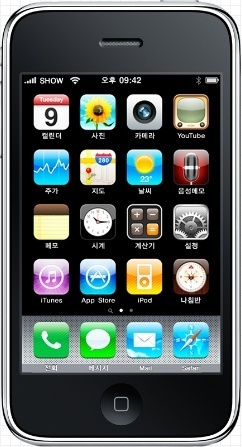 SHOW 오후 09:42
Tuesday
9
280
23°
캘린더 사진 카메라 YouTube
주가 지도 날씨 음성메모
메모 시계 계산기 설정
iTunes App Store iPod 나침반
전화 메시지 Mail Safari